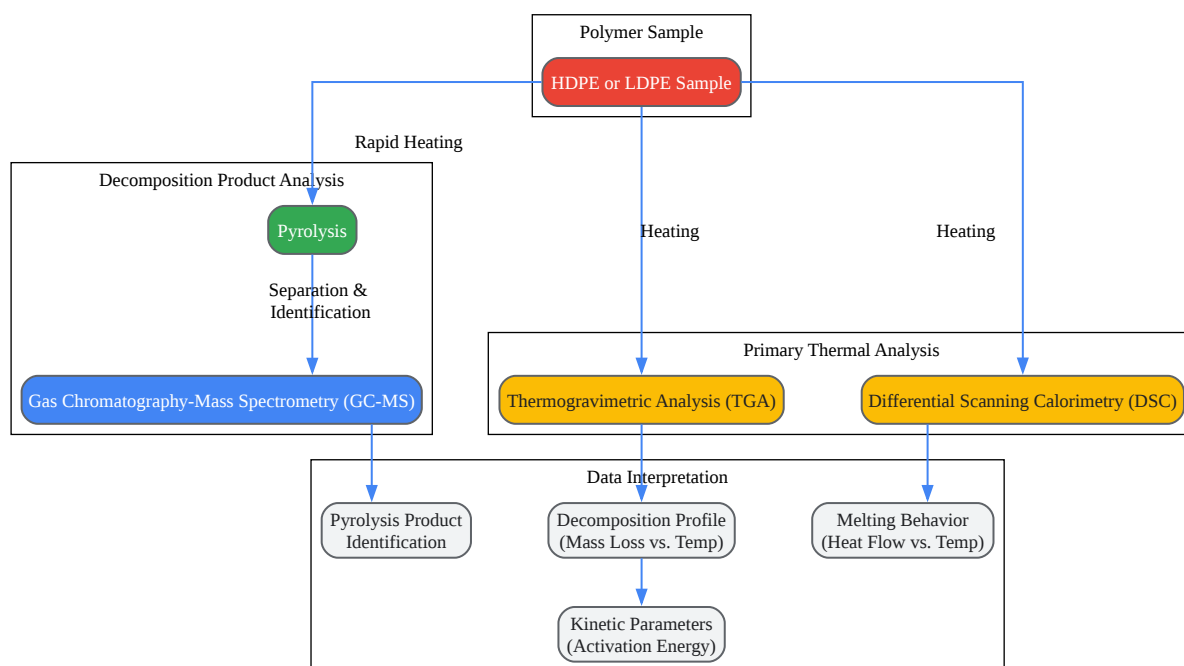 Polymer Sample
HDPE or LDPE Sample
Rapid Heating
Decomposition Product Analysis
Pyrolysis
Heating
Heating
Separation &
Identification
Primary Thermal Analysis
Gas Chromatography-Mass Spectrometry (GC-MS)
Thermogravimetric Analysis (TGA)
Differential Scanning Calorimetry (DSC)
Data Interpretation
Pyrolysis Product
Identification
Decomposition Profile
(Mass Loss vs. Temp)
Melting Behavior
(Heat Flow vs. Temp)
Kinetic Parameters
(Activation Energy)